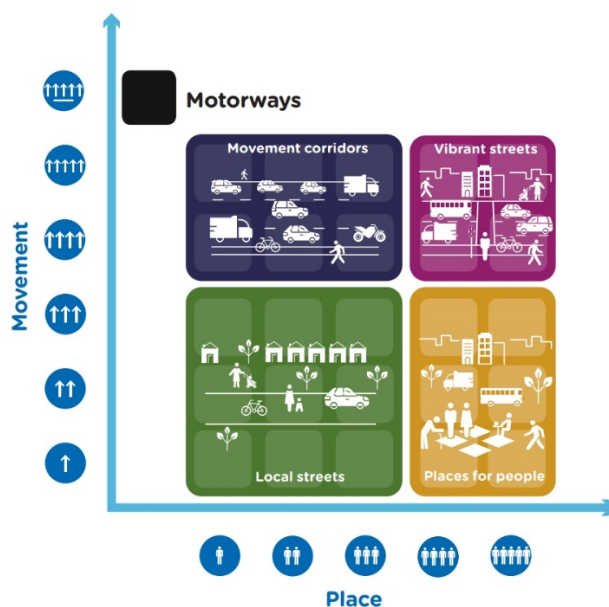 Motorways
Movement corridors
Vibrant streets
Movement
Local streets
Places for people
Place